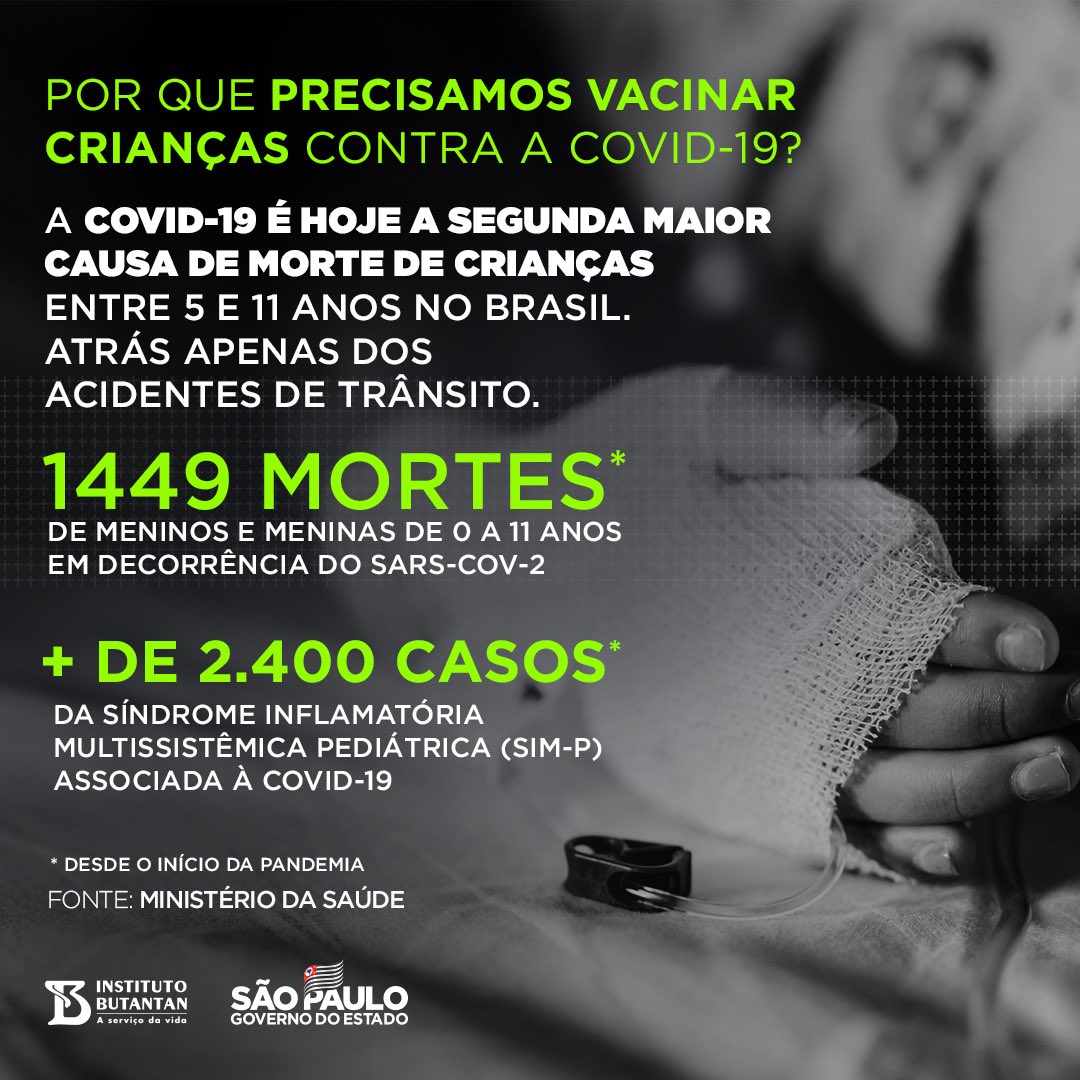 POR QUE PRECISAMOS VACINAR
CRIANÇAS CONTRA A COVID-19?
A COVID-19 É HOJE A SEGUNDA MAIOR
CAUSA DE MORTE DE CRIANÇAS
ENTRE 5 E 11 ANOS NO BRASIL.
ATRÁS APENAS DOS
ACIDENTES DE TRÂNSITO.
1449 MORTES*
DE MENINOS E MENINAS DE 0 A 11 ANOS
EM DECORRÊNCIA DO SARS-COV-2
+ DE 2.400 CASOS*
DA SÍNDROME INFLAMATÓRIA
MULTISSISTÊMICA PEDIÁTRICA (SIM-P)
ASSOCIADA À COVID-19
* DESDE O INÍCIO DA PANDEMIA
FONTE: MINISTÉRIO DA SAÚDE
INSTITUTO
BUTANTAN
A serviço da vida
SÃO PAULO
GOVERNO DO ESTADO